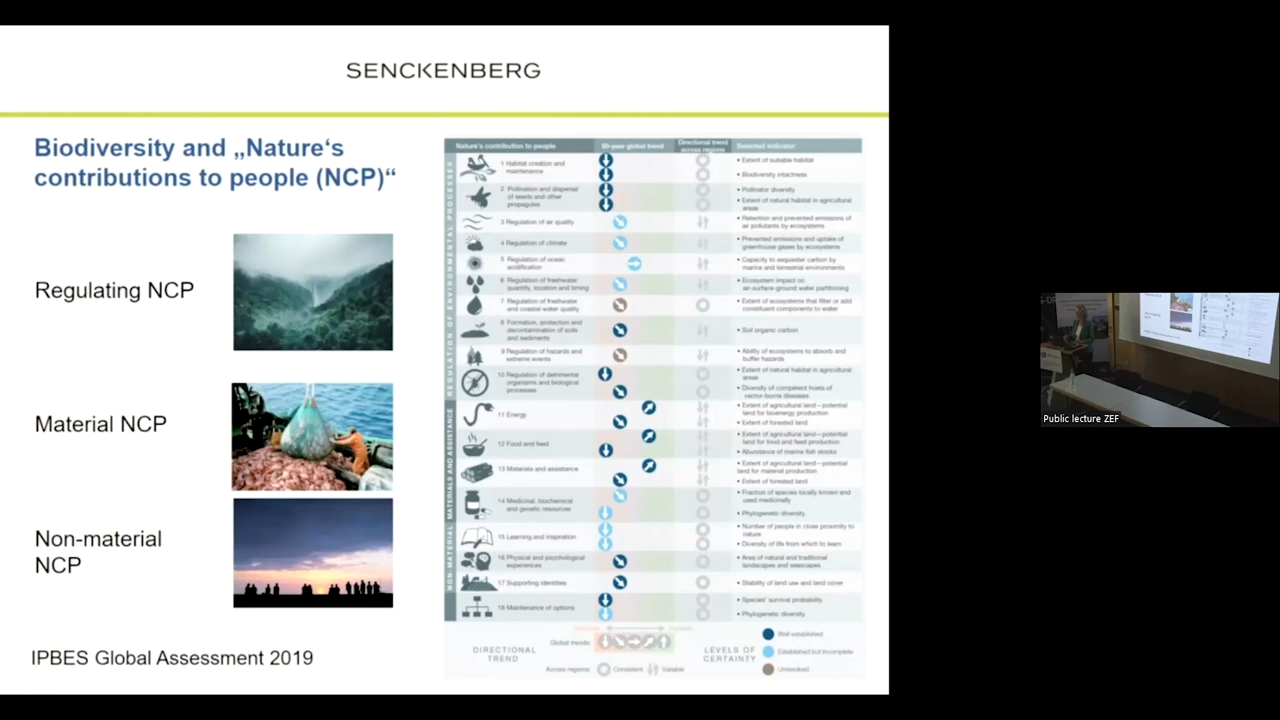 SENCKENBERG
Biodiversity and „Nature‘s
contributions to people (NCP)“
Regulating NCP
Material NCP
Non-material
NCP
IPBES Global Assessment 2019
Nature's contribution to people
50-year global trend
Directional trend
across regions
Selected indicator
REGULATION OF ENVIRONMENTAL PROCESSES
1 Habitat creation and
maintenance
• Extent of suitable habitat
• Biodiversity intactness
2 Pollination and dispersal
of seeds and other
propagules
• Pollinator diversity
• Extent of natural habitat in agricultural
areas
3 Regulation of air quality
• Retention and prevented emissions of
air pollutants by ecosystems
4 Regulation of climate
• Prevented emissions and uptake of
greenhouse gases by ecosystems
5 Regulation of ocean
acidification
• Capacity to sequester carbon by
marine and terrestrial environments
6 Regulation of freshwater
quantity, location and timing
• Ecosystem impact on
air-surface-ground water partitioning
7 Regulation of freshwater
and coastal water quality
• Extent of ecosystems that filter or add
constituent components to water
8 Formation, protection and
decontamination of soils
and sediments
• Soil organic carbon
9 Regulation of hazards and
extreme events
• Ability of ecosystems to absorb and
buffer hazards
10 Regulation of detrimental
organisms and biological
processes
• Extent of natural habitat in agricultural
areas
• Diversity of competent hosts of
vector-borne diseases
MATERIALS AND ASSISTANCE
11 Energy
• Extent of agricultural land—potential
land for bioenergy production
• Extent of forested land
12 Food and feed
• Extent of agricultural land—potential
land for food and feed production
• Abundance of marine fish stocks
13 Materials and assistance
• Extent of agricultural land—potential
land for material production
• Extent of forested land
14 Medicinal, biochemical
and genetic resources
• Fraction of species locally known and
used medicinally
• Phylogenetic diversity
NON-MATERIAL
15 Learning and inspiration
• Number of people in close proximity to
nature
• Diversity of life from which to learn
16 Physical and psychological
experiences
• Area of natural and traditional
landscapes and seascapes
17 Supporting identities
• Stability of land use and land cover
18 Maintenance of options
• Species' survival probability
• Phylogenetic diversity
DIRECTIONAL
TREND
Global trends:
Across regions:
Consistent
Variable
LEVELS OF
CERTAINTY
Well established
Established but incomplete
Unresolved
Public lecture ZEF